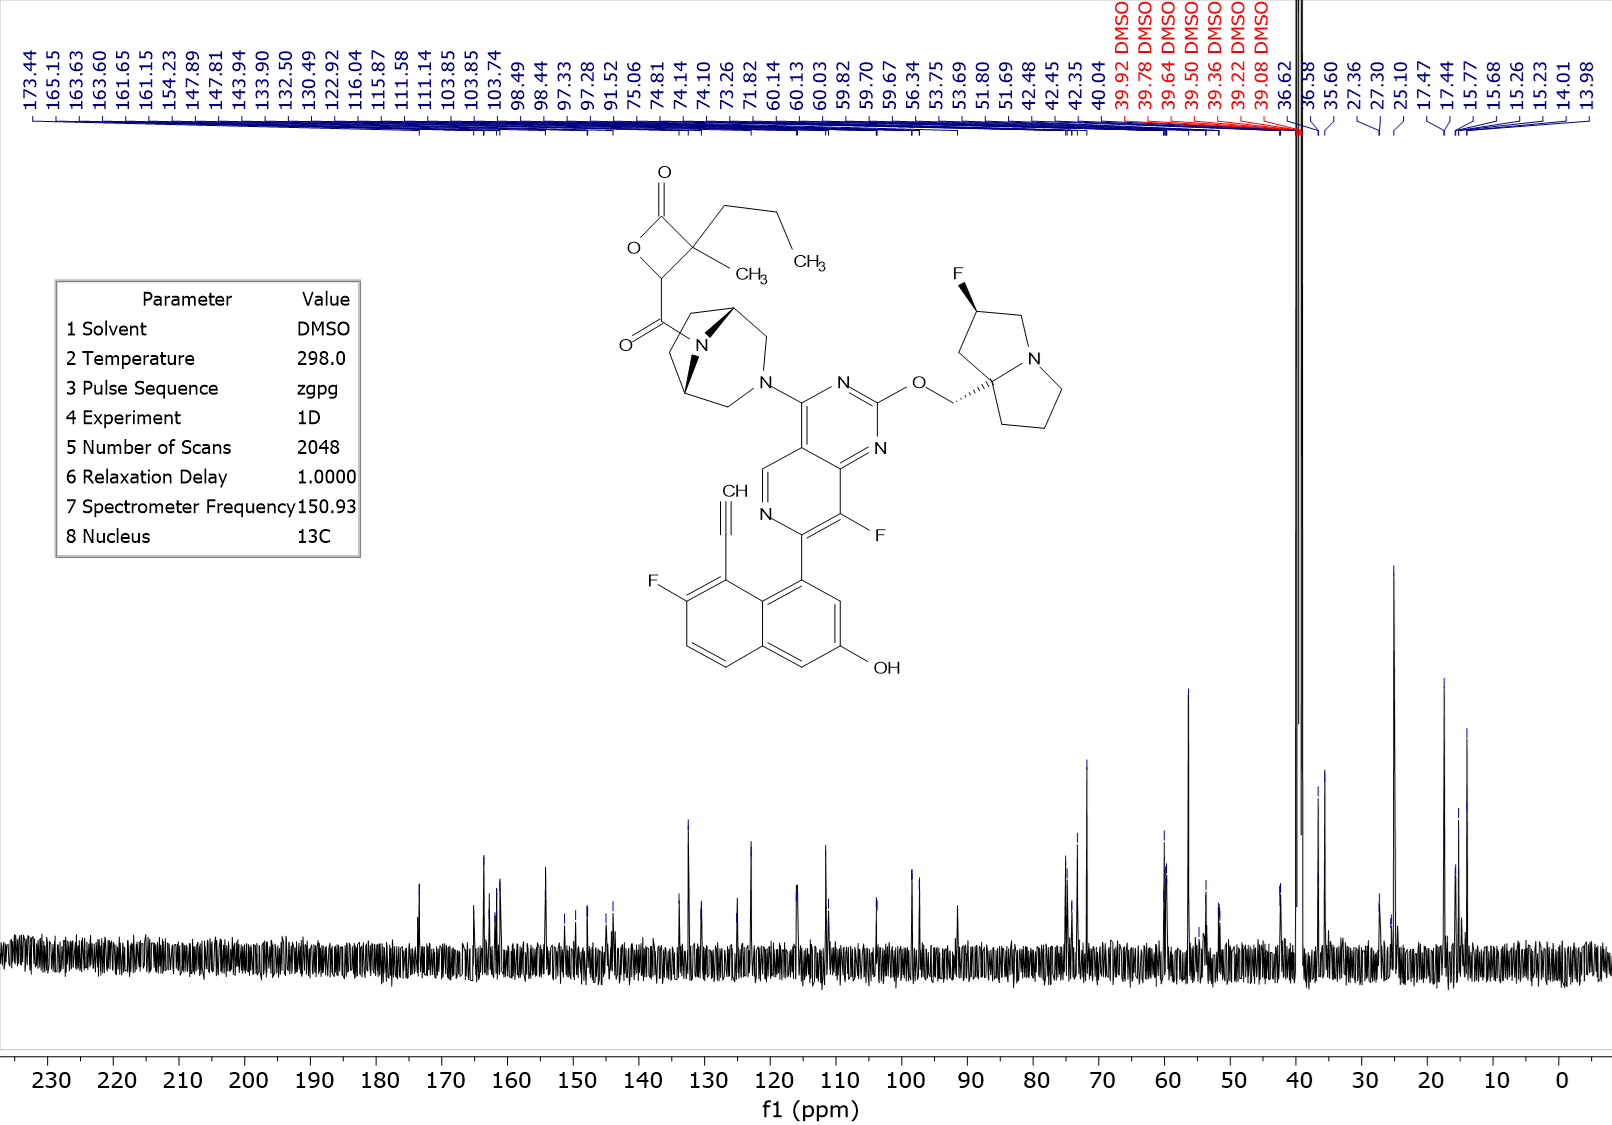 173.44
165.15
163.63
163.60
161.65
161.15
154.23
147.89
147.81
143.94
133.90
132.50
130.49
122.92
116.04
115.87
111.58
111.14
103.85
103.85
103.74
98.49
98.44
97.33
97.28
91.52
75.06
74.81
74.14
74.10
73.26
71.82
60.14
60.13
60.03
59.82
59.70
59.67
56.34
53.75
53.69
51.80
51.69
42.48
42.45
42.35
40.04
39.92 DMSO
39.78 DMSO
39.64 DMSO
39.50 DMSO
39.36 DMSO
39.22 DMSO
39.08 DMSO
36.62
36.58
35.60
27.36
27.30
25.10
17.47
17.44
15.77
15.68
15.26
15.23
14.01
13.98
O
O
CH3
CH3
O
N
N
N
N
O
F
N
N
F
CH
F
OH
Parameter Value
1 Solvent DMSO
2 Temperature 298.0
3 Pulse Sequence zgpg
4 Experiment 1D
5 Number of Scans 2048
6 Relaxation Delay 1.0000
7 Spectrometer Frequency 150.93
8 Nucleus 13C
230 220 210 200 190 180 170 160 150 140 130 120 110 100 90 80 70 60 50 40 30 20 10 0
f1 (ppm)